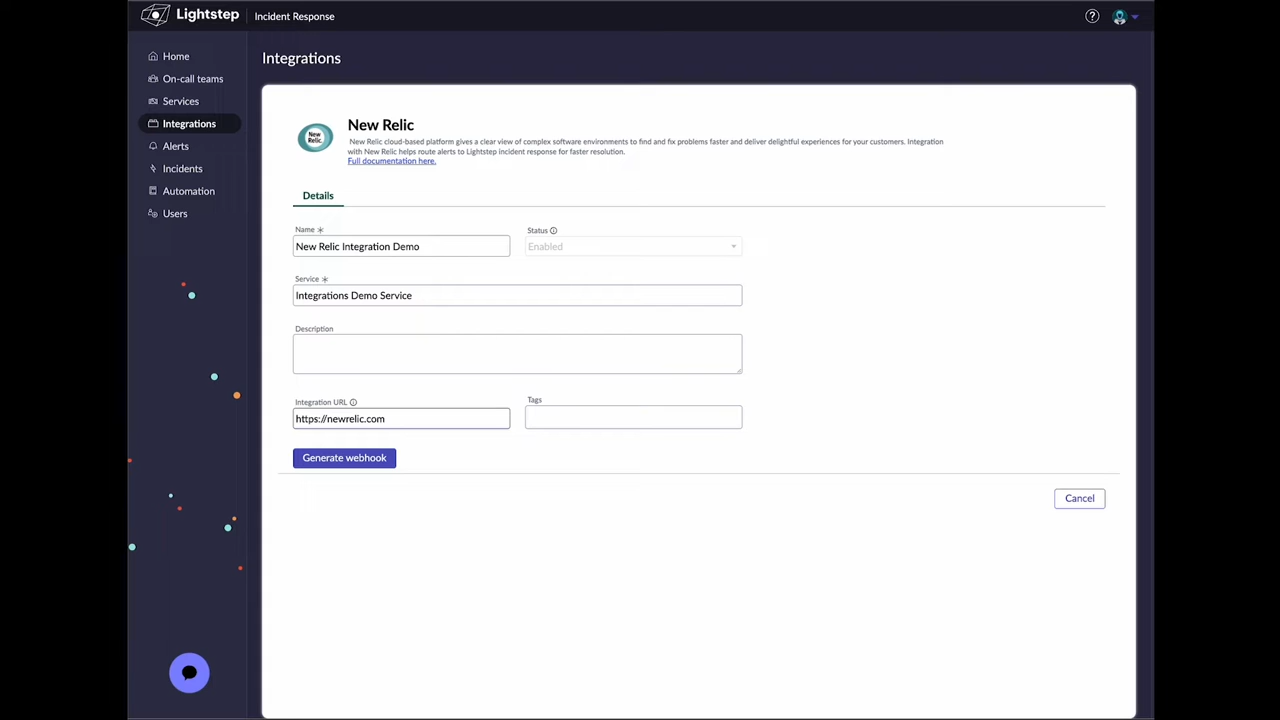 Lightstep
Incident Response
Home
On-call teams
Services
Integrations
Alerts
Incidents
Automation
Users
Integrations
New Relic
New Relic
New Relic cloud-based platform gives a clear view of complex software environments to find and fix problems faster and deliver delightful experiences for your customers. Integration
with New Relic helps route alerts to Lightstep incident response for faster resolution.
Full documentation here.
Details
Name *
New Relic Integration Demo
Status
Enabled
Service *
Integrations Demo Service
Description
Integration URL
https://newrelic.com
Tags
Generate webhook
Cancel